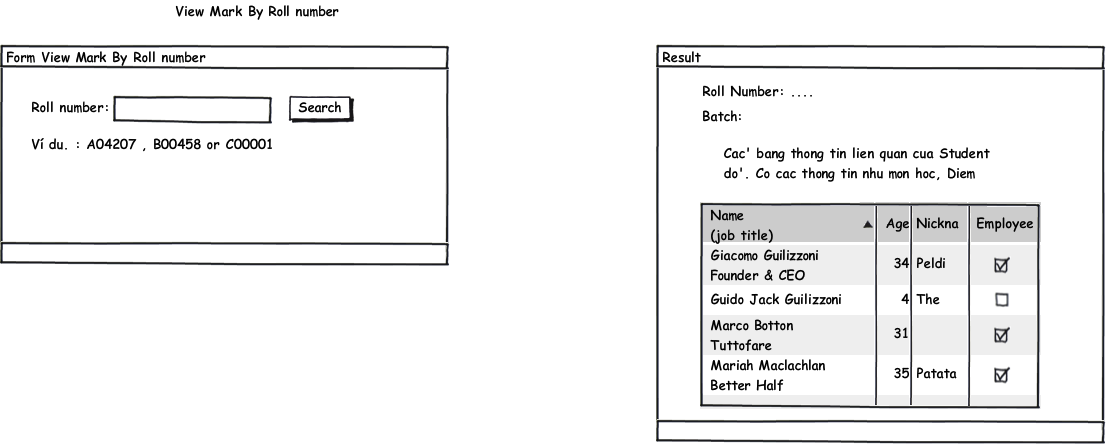 View Mark By Roll number
Form View Mark By Roll number
Roll number:
Search
Ví du. : A04207 , B00458 or C00001
Result
Roll Number: ....
Batch:
Cac' bang thong tin lien quan cua Student
do'. Co cac thong tin nhu mon hoc, Diem
Name
(job title)
Age
Nickna
Employee
Giacomo Guilizzoni
Founder & CEO
34
Peldi
Guido Jack Guilizzoni
4
The
Marco Botton
Tuttofare
31
Mariah Maclachlan
Better Half
35
Patata